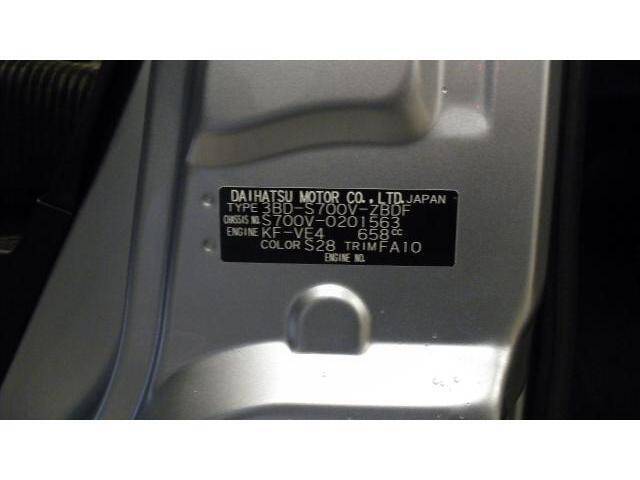 DAIHATSU MOTOR CO.,LTD. JAPAN
TYPE 3BD-S700V-ZBDF
CHASSIS NO. S700V-0201563
ENGINE KF-VE4 658cc
COLOR S28 TRIM FA10
ENGINE NO.